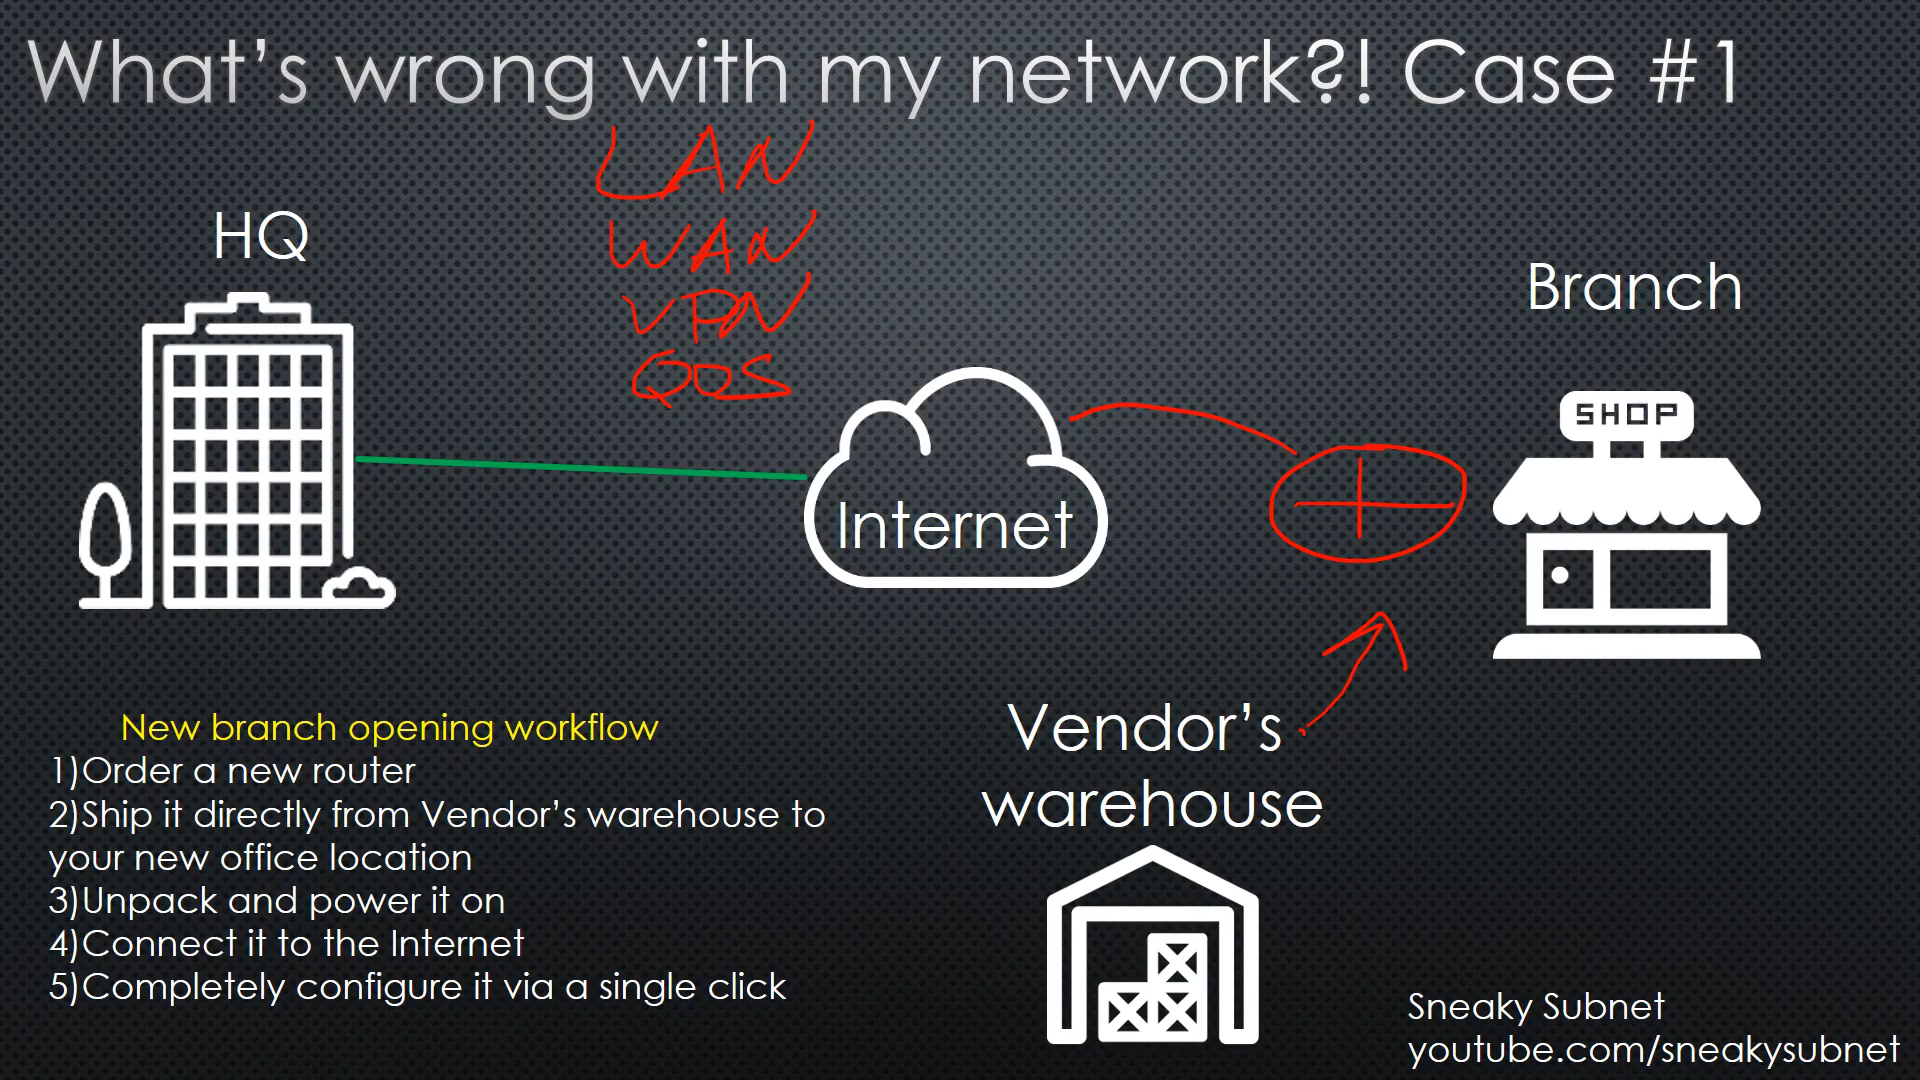 What's wrong with my network?! Case #1
LAN
WAN
VPN
QOS
HQ
Branch
SHOP
Internet
Vendor's
warehouse
New branch opening workflow
1)Order a new router
2)Ship it directly from Vendor's warehouse to
your new office location
3)Unpack and power it on
4)Connect it to the Internet
5)Completely configure it via a single click
Sneaky Subnet
youtube.com/sneakysubnet